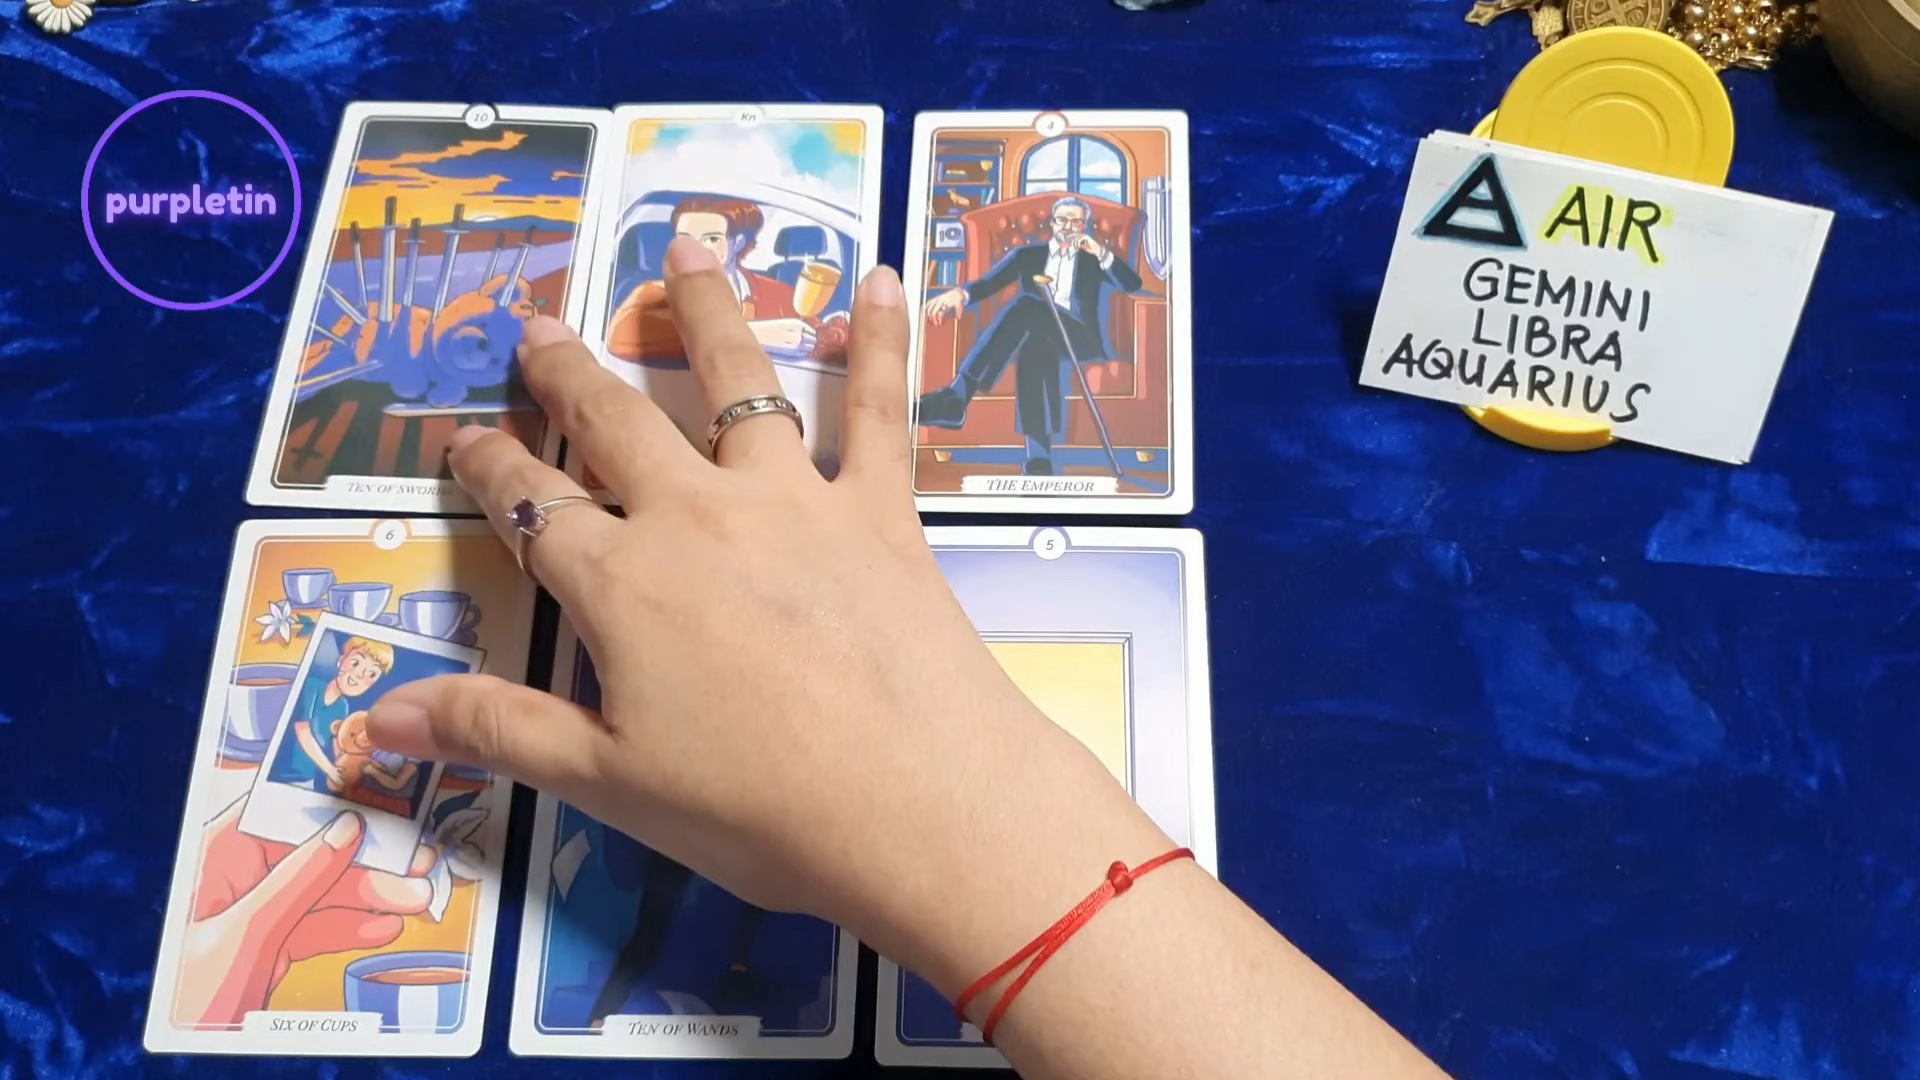 purpletin
10
Kn
4
TEN OF SWORDS
THE EMPEROR
AIR
GEMINI
LIBRA
AQUARIUS
6
5
SIX OF CUPS
TEN OF WANDS